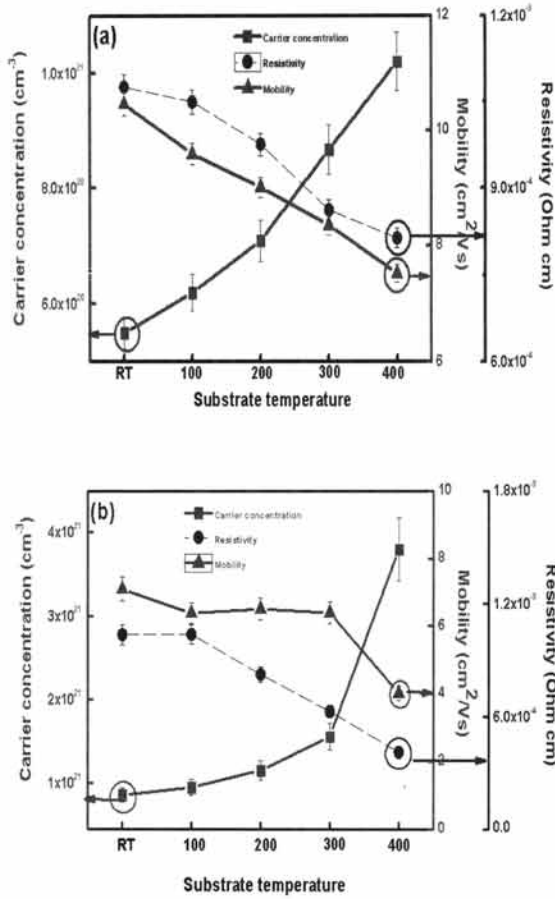 (a)
Carrier concentration
Resistivity
Mobility
Carrier concentration (cm⁻³)
1.0x10²¹
8.0x10²⁰
6.0x10²⁰
12
10
8
6
Mobility (cm²/Vs)
1.2x10⁻³
9.0x10⁻⁴
6.0x10⁻⁴
Resistivity (Ohm cm)
RT 100 200 300 400
Substrate temperature
(b)
Carrier concentration
Resistivity
Mobility
Carrier concentration (cm⁻³)
4x10²¹
3x10²¹
2x10²¹
1x10²¹
10
8
6
4
2
0
Mobility (cm²/Vs)
1.8x10⁻³
1.2x10⁻³
6.0x10⁻⁴
0.0
Resistivity (Ohm cm)
RT 100 200 300 400
Substrate temperature